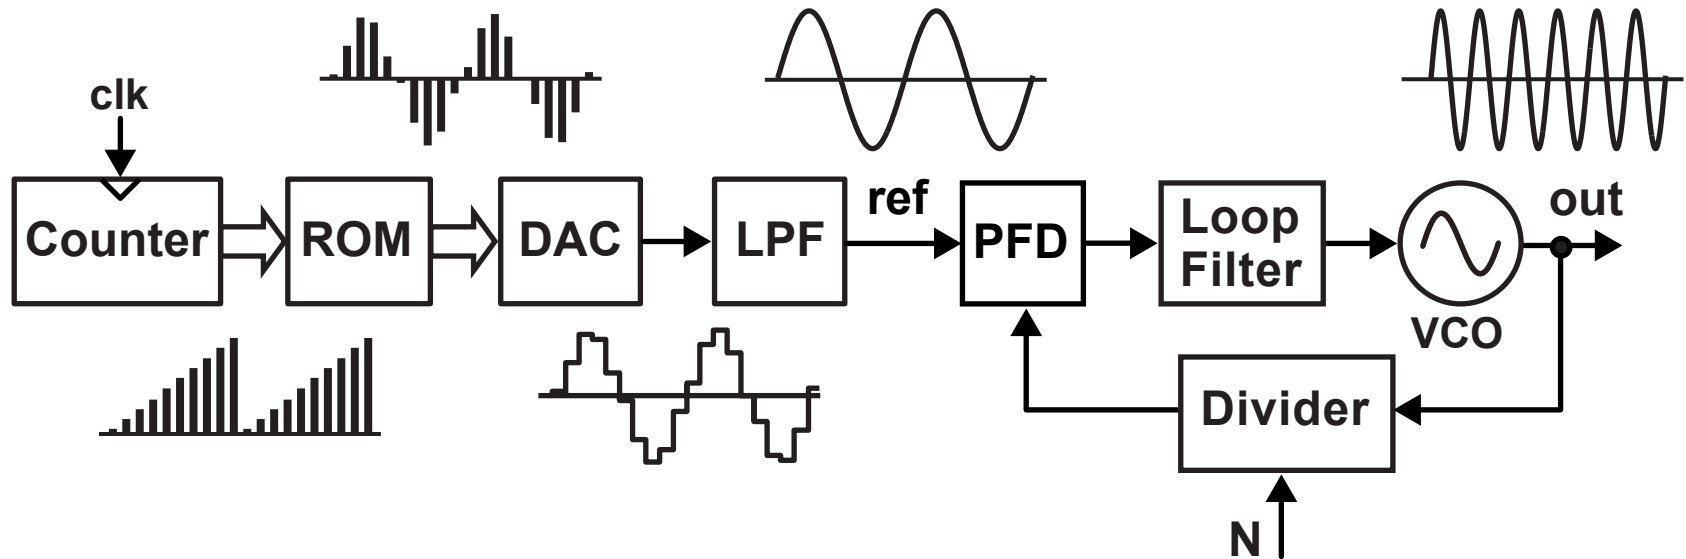 clk
Counter
ROM
DAC
LPF
ref
PFD
Loop
Filter
VCO
out
Divider
N